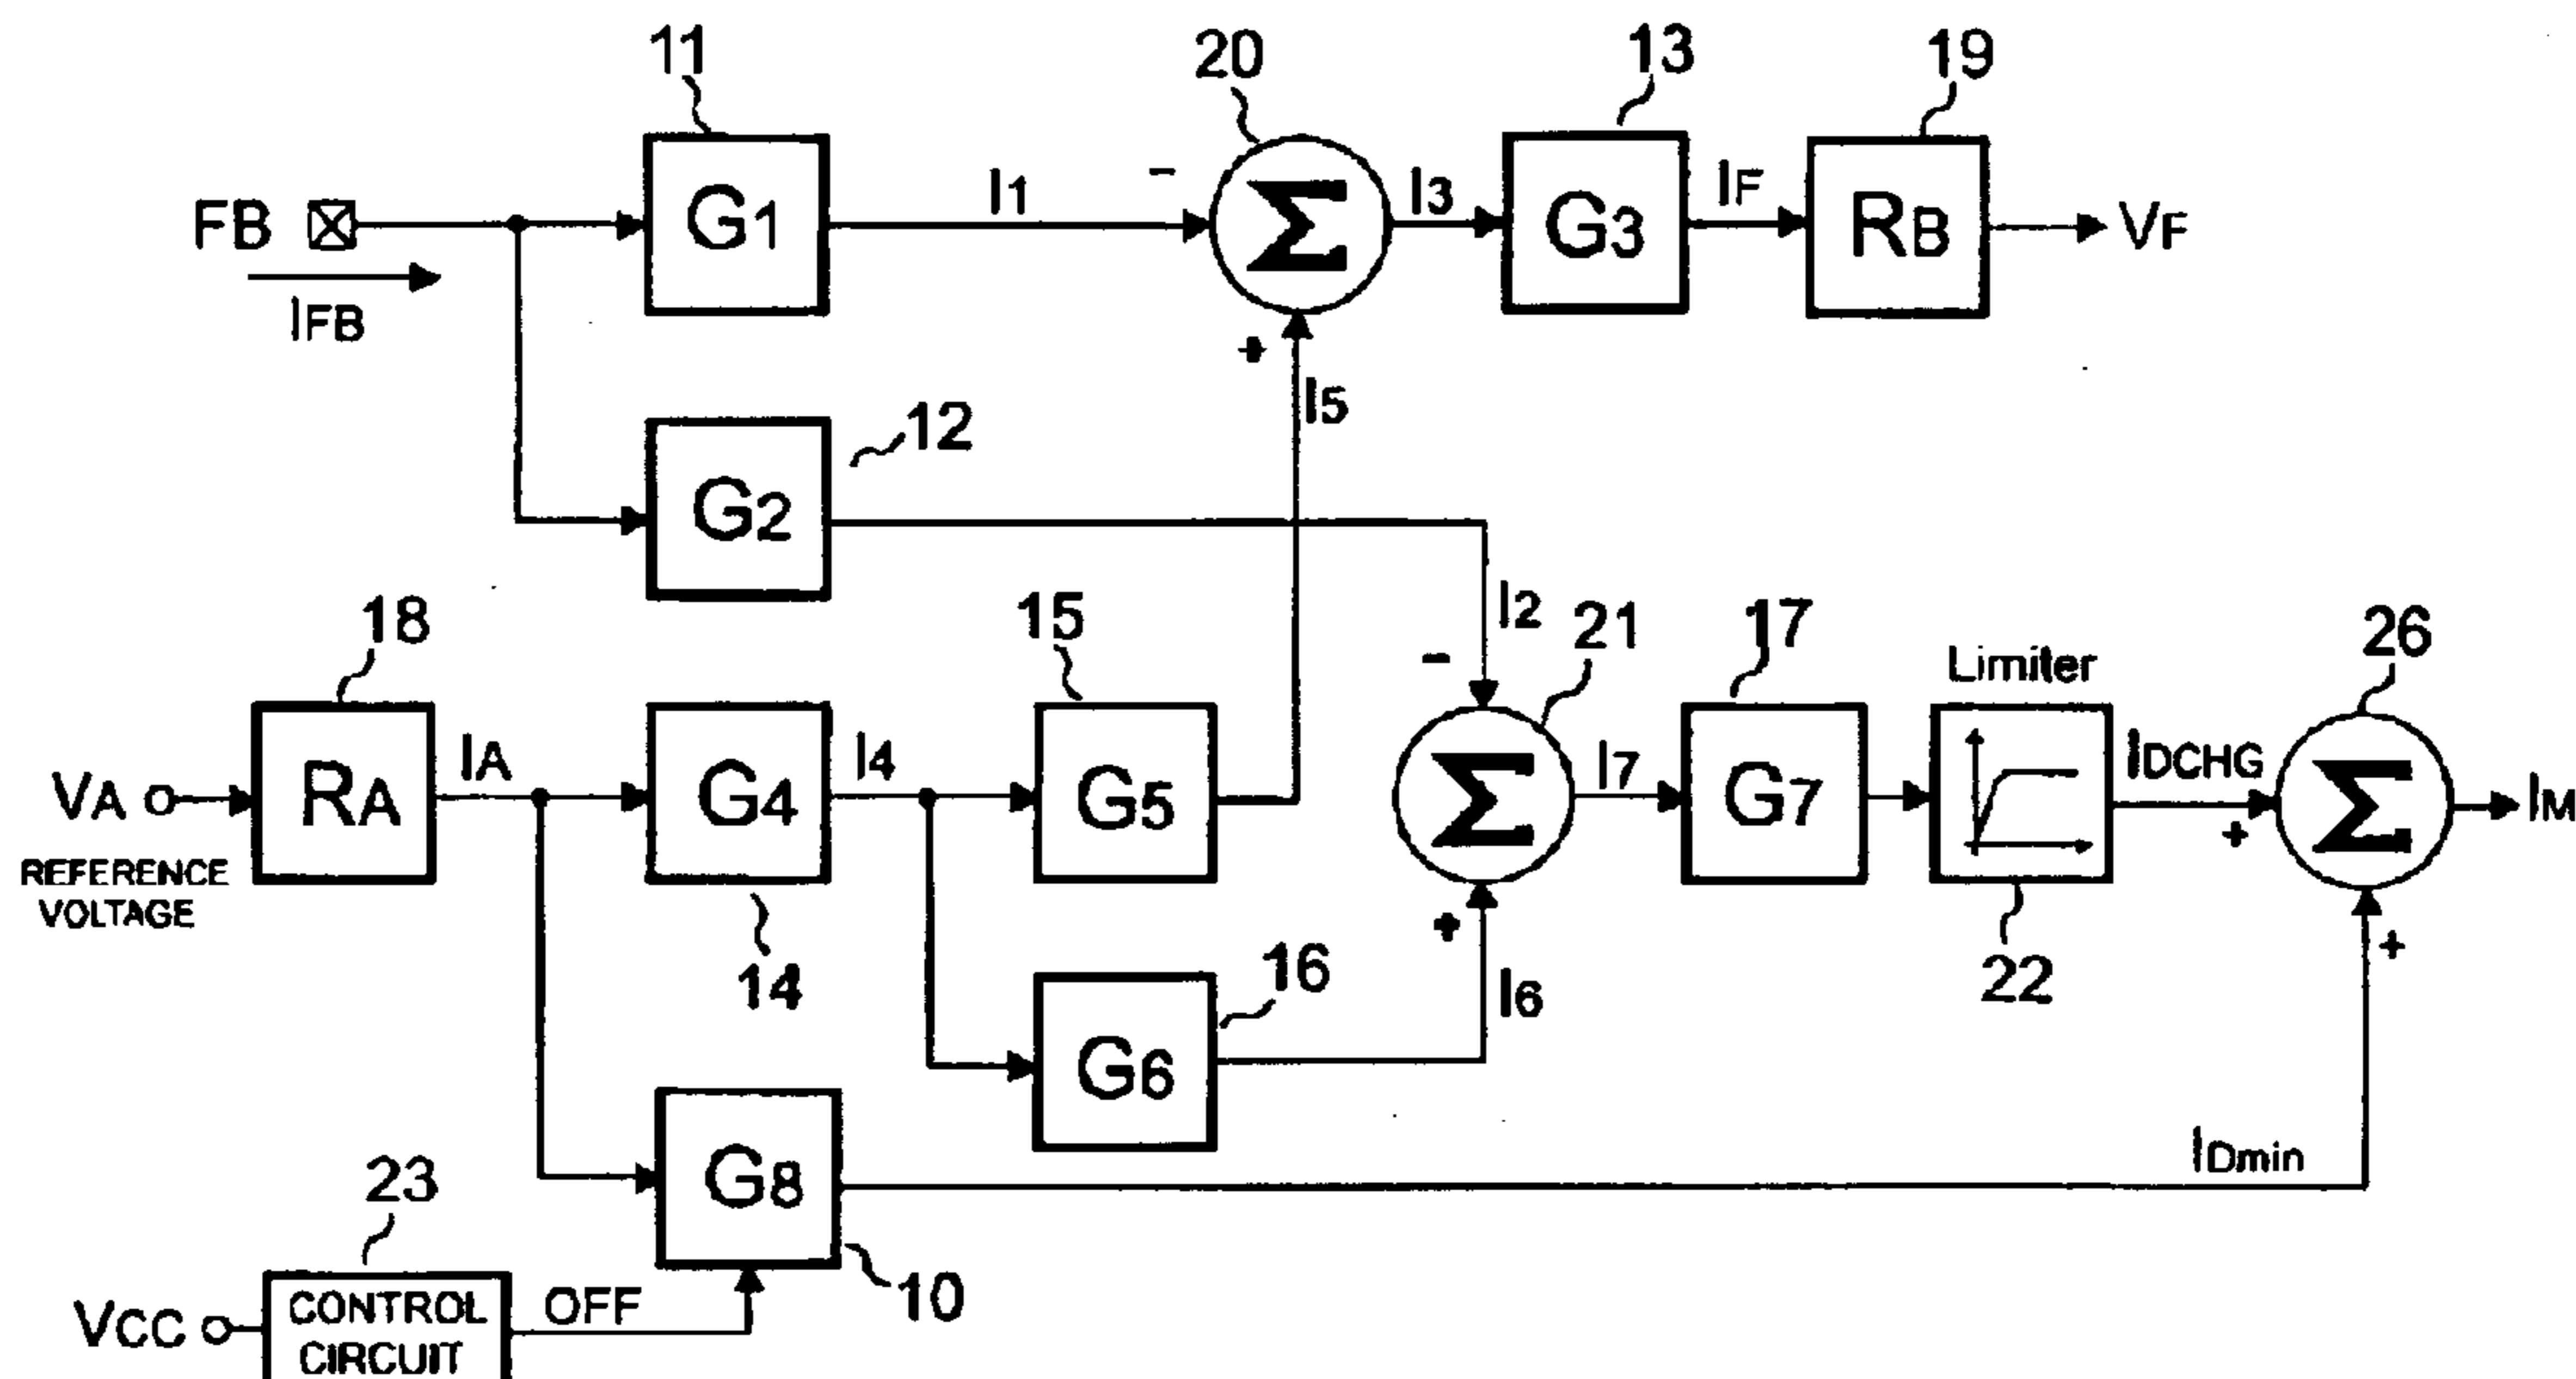 11
20
13
19
FB
G1
I1
-
Σ
I3
G3
IF
RB
VF
IFB
+
I5
12
G2
18
15
I2
21
17
Limiter
26
-
VA
RA
IA
G4
I4
G5
Σ
I7
G7
IDCHG
+
Σ
IM
REFERENCE
VOLTAGE
14
16
+
I6
22
+
G6
23
G8
IDmin
10
VCC
CONTROL
CIRCUIT
OFF